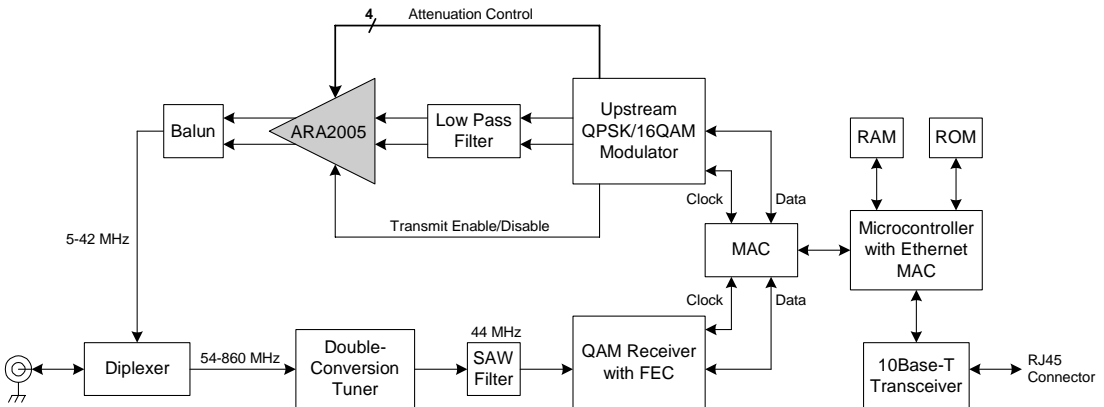 4
Attenuation Control
Balun
ARA2005
Low Pass
Filter
Upstream
QPSK/16QAM
Modulator
RAM
ROM
Clock
Data
Transmit Enable/Disable
5-42 MHz
MAC
Microcontroller
with Ethernet
MAC
Clock
Data
Diplexer
54-860 MHz
Double-
Conversion
Tuner
44 MHz
SAW
Filter
QAM Receiver
with FEC
10Base-T
Transceiver
RJ45
Connector